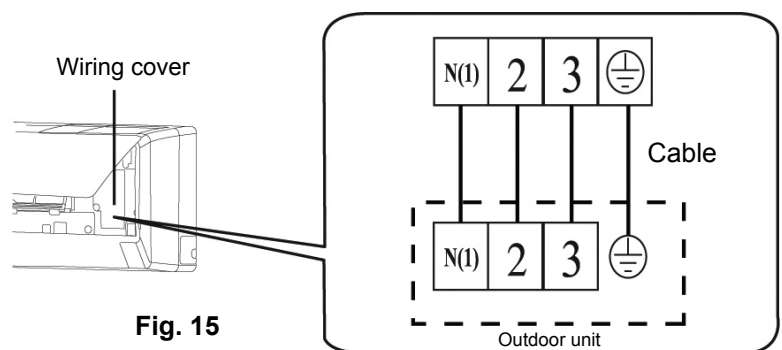 Wiring cover
N(1) 2 3
Cable
N(1) 2 3
Outdoor unit
Fig. 15